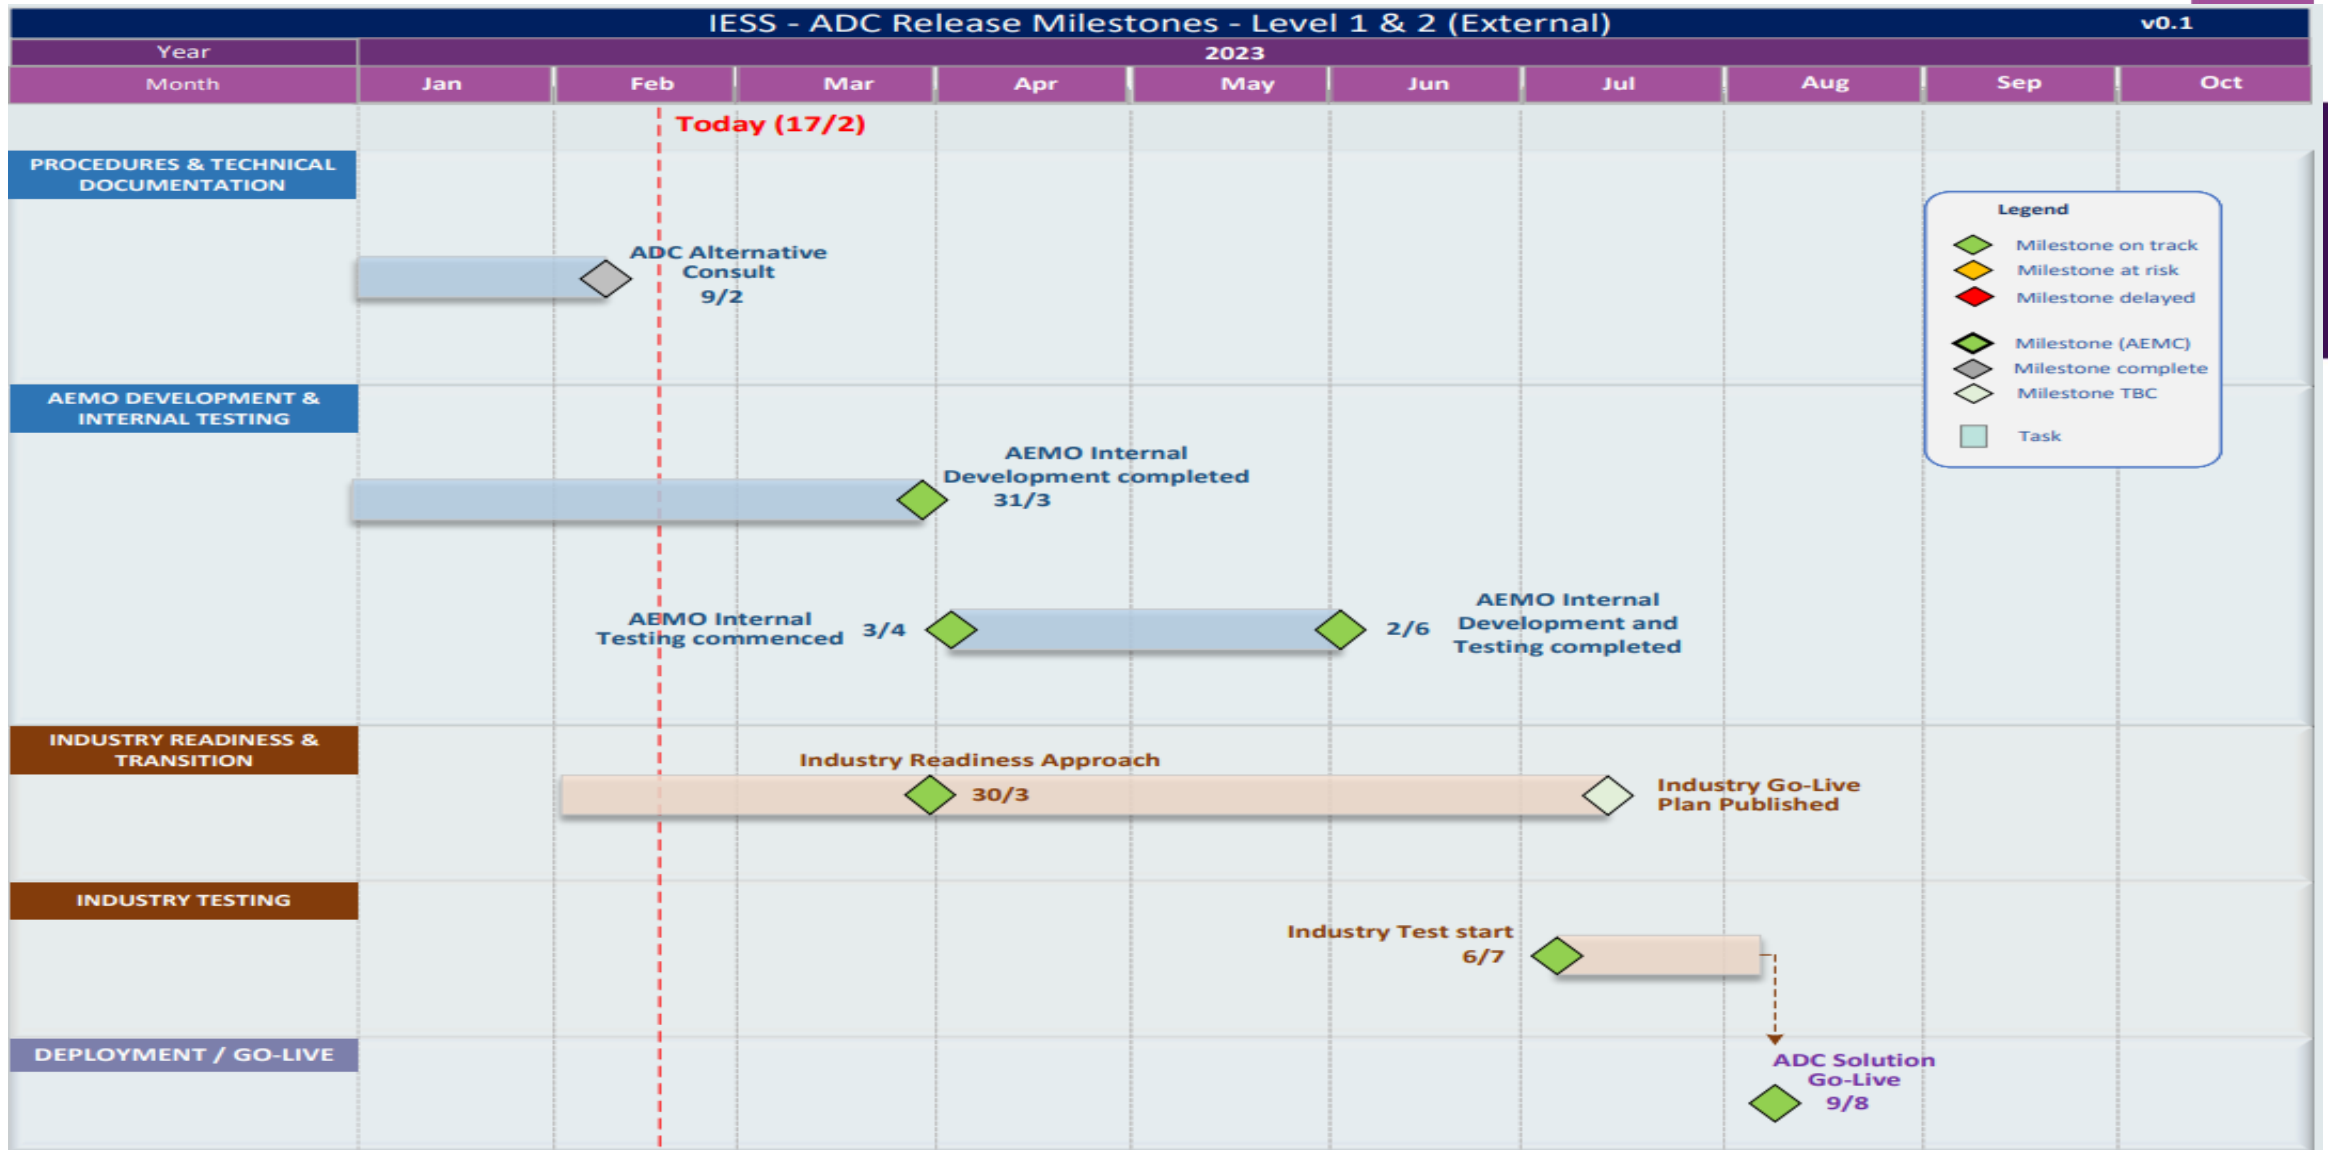 IESS - ADC Release Milestones - Level 1 & 2 (External)
v0.1
Year
2023
Month
Jan
Feb
Mar
Apr
May
Jun
Jul
Aug
Sep
Oct
Today (17/2)
PROCEDURES & TECHNICAL
DOCUMENTATION
ADC Alternative
Consult
9/2
Legend
Milestone on track
Milestone at risk
Milestone delayed
Milestone (AEMC)
Milestone complete
Milestone TBC
Task
AEMO DEVELOPMENT &
INTERNAL TESTING
AEMO Internal
Development completed
31/3
AEMO Internal
Testing commenced
3/4
2/6
AEMO Internal
Development and
Testing completed
INDUSTRY READINESS &
TRANSITION
Industry Readiness Approach
30/3
Industry Go-Live
Plan Published
INDUSTRY TESTING
Industry Test start
6/7
DEPLOYMENT / GO-LIVE
ADC Solution
Go-Live
9/8